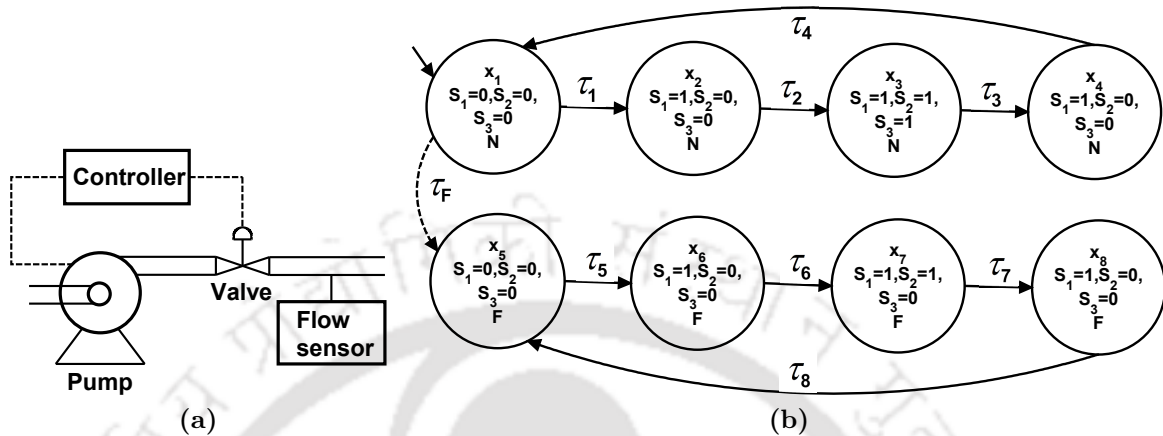 Controller
Valve
Flow
sensor
Pump
(a)
τ4
x1
S1=0,S2=0,
S3=0
N
τ1
x2
S1=1,S2=0,
S3=0
N
τ2
x3
S1=1,S2=1,
S3=1
N
τ3
x4
S1=1,S2=0,
S3=0
N
τF
x5
S1=0,S2=0,
S3=0
F
τ5
x6
S1=1,S2=0,
S3=0
F
τ6
x7
S1=1,S2=1,
S3=0
F
τ7
x8
S1=1,S2=0,
S3=0
F
τ8
(b)